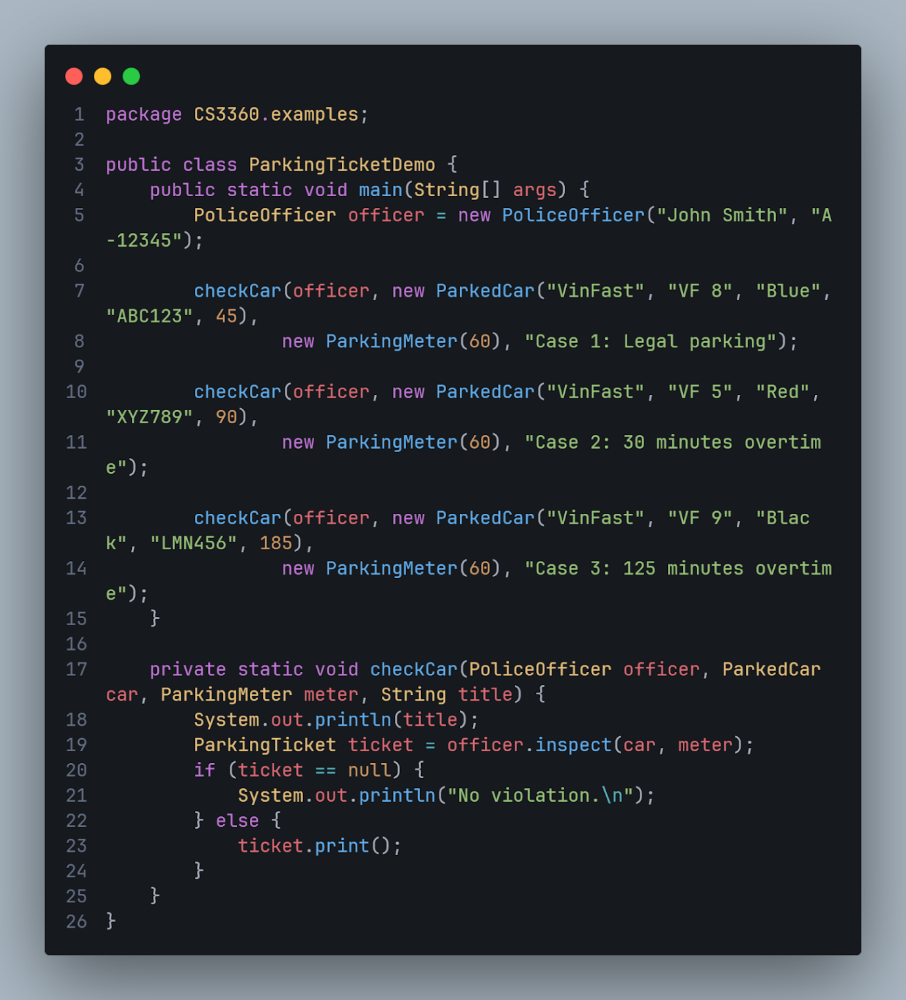 1 package CS3360.examples;
2
3 public class ParkingTicketDemo {
4     public static void main(String[] args) {
5         PoliceOfficer officer = new PoliceOfficer("John Smith", "A
-12345");
6
7         checkCar(officer, new ParkedCar("VinFast", "VF 8", "Blue",
"ABC123", 45),
8                 new ParkingMeter(60), "Case 1: Legal parking");
9
10         checkCar(officer, new ParkedCar("VinFast", "VF 5", "Red",
"XYZ789", 90),
11                 new ParkingMeter(60), "Case 2: 30 minutes overtim
e");
12
13         checkCar(officer, new ParkedCar("VinFast", "VF 9", "Blac
k", "LMN456", 185),
14                 new ParkingMeter(60), "Case 3: 125 minutes overtim
e");
15     }
16
17     private static void checkCar(PoliceOfficer officer, ParkedCar
car, ParkingMeter meter, String title) {
18         System.out.println(title);
19         ParkingTicket ticket = officer.inspect(car, meter);
20         if (ticket == null) {
21             System.out.println("No violation.\n");
22         } else {
23             ticket.print();
24         }
25     }
26 }